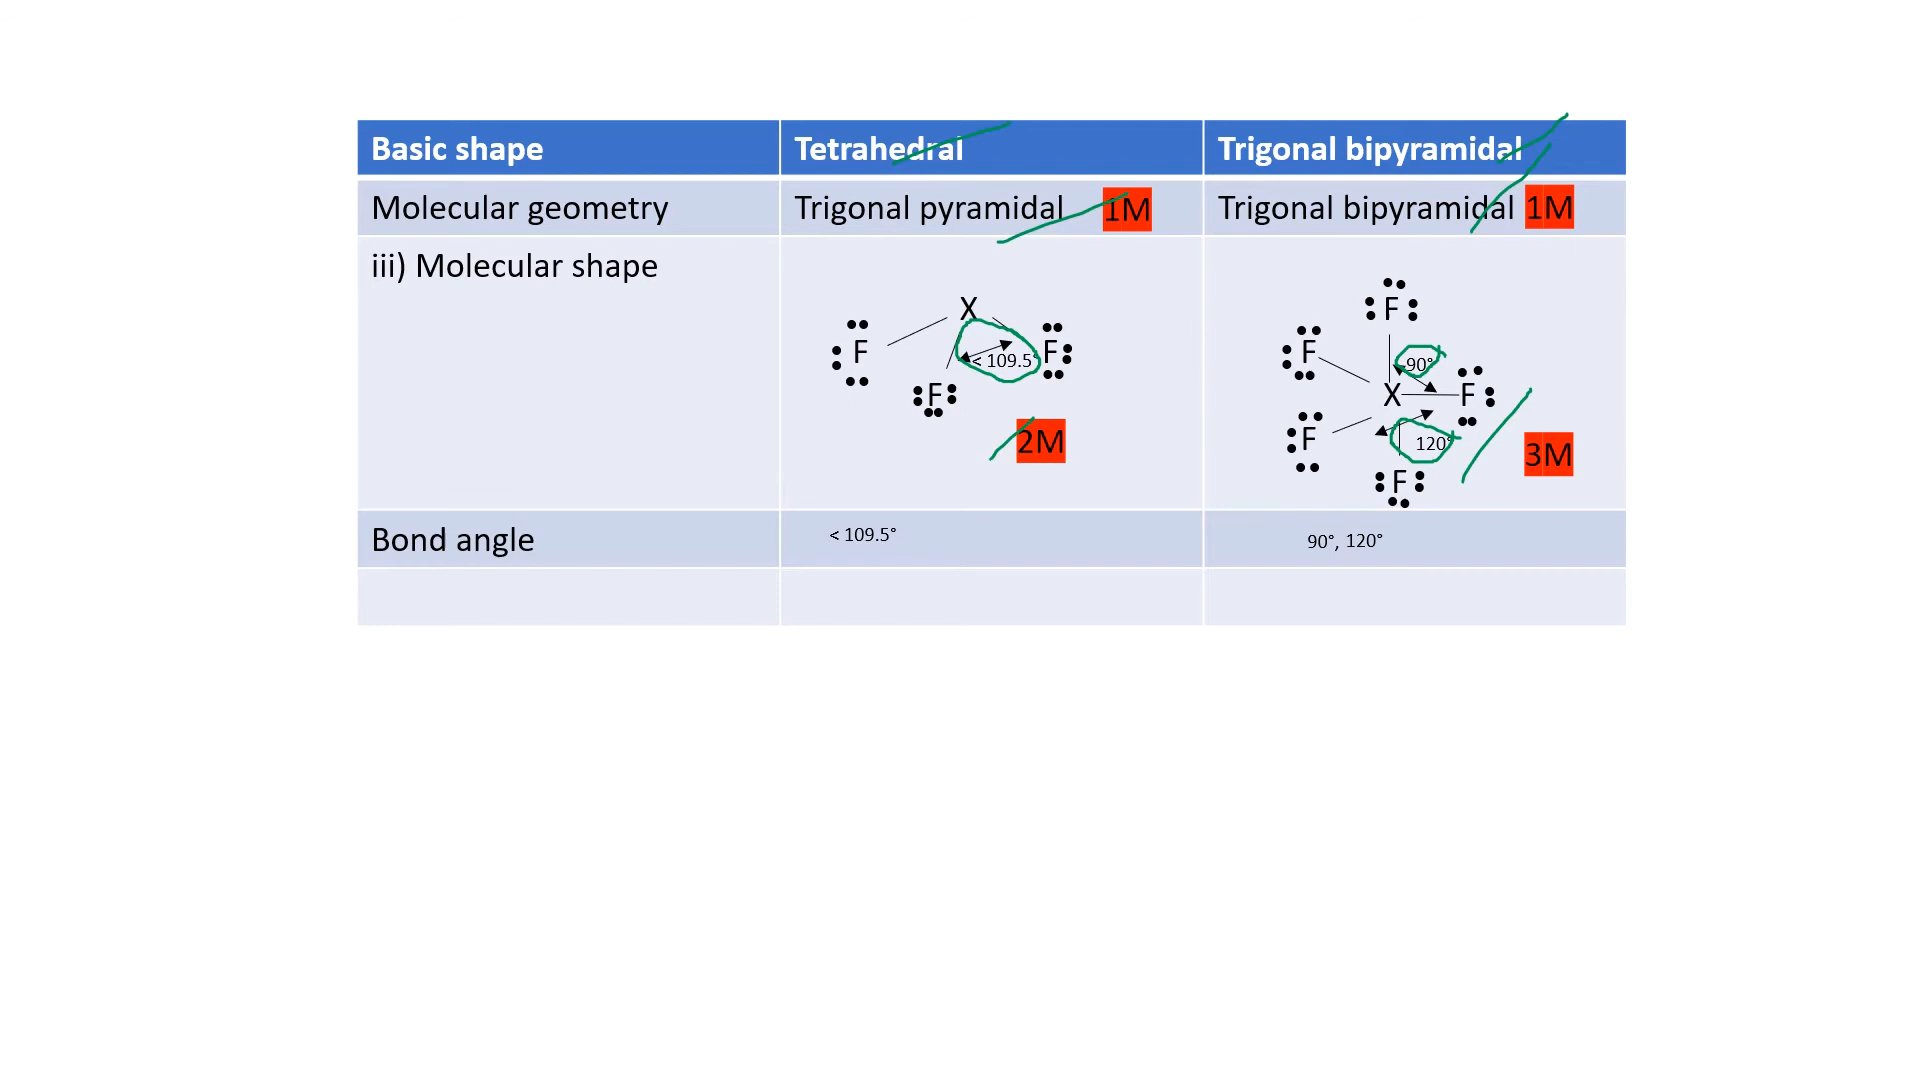 Basic shape Tetrahedral Trigonal bipyramidal
Molecular geometry Trigonal pyramidal 1M Trigonal bipyramidal 1M
iii) Molecular shape
F
X
F
X
F
F
< 109.5°
F
90°
F
X
F
2M
F
120°
3M
F
Bond angle < 109.5° 90°, 120°